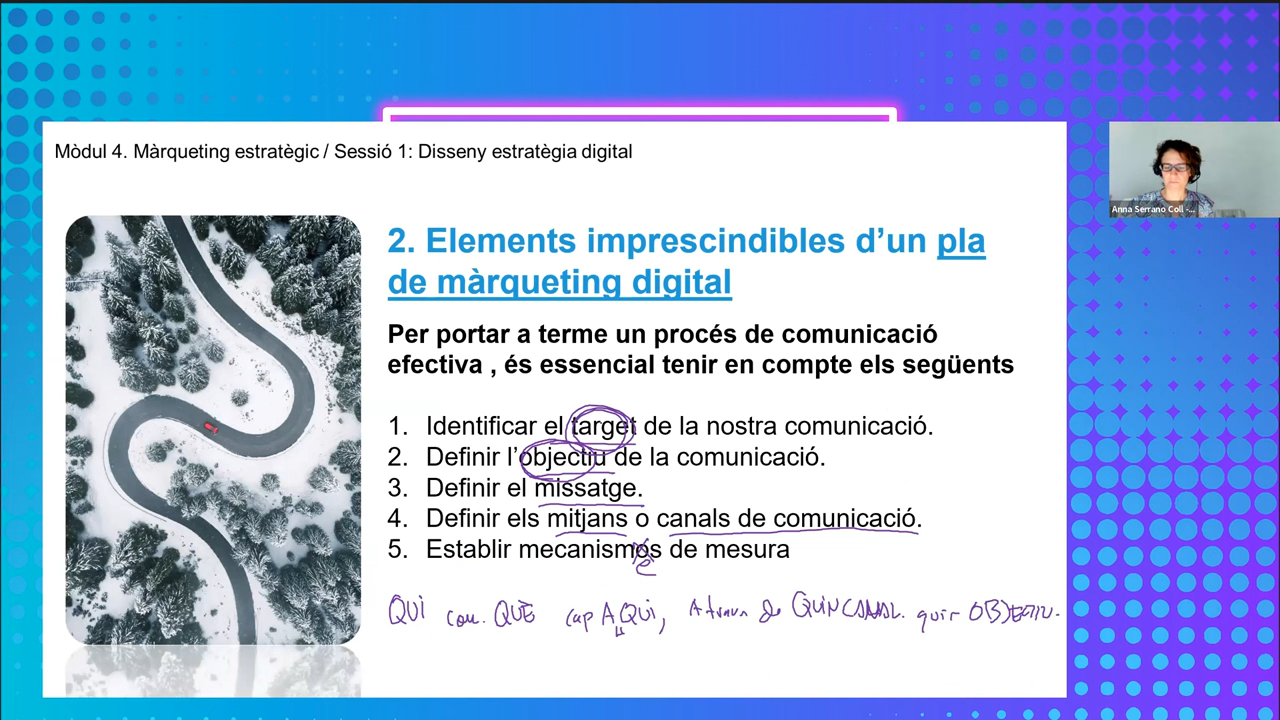 Mòdul 4. Màrqueting estratègic / Sessió 1: Disseny estratègia digital
2. Elements imprescindibles d’un pla
de màrqueting digital
Per portar a terme un procés de comunicació
efectiva , és essencial tenir en compte els següents
1. Identificar el target de la nostra comunicació.
2. Definir l’objectiu de la comunicació.
3. Definir el missatge.
4. Definir els mitjans o canals de comunicació.
5. Establir mecanismos de mesura
QUI com. QUÈ cap A QUI, A través de QUIN CANAL. quin OBJECTIU.
Anna Serrano Coll -...